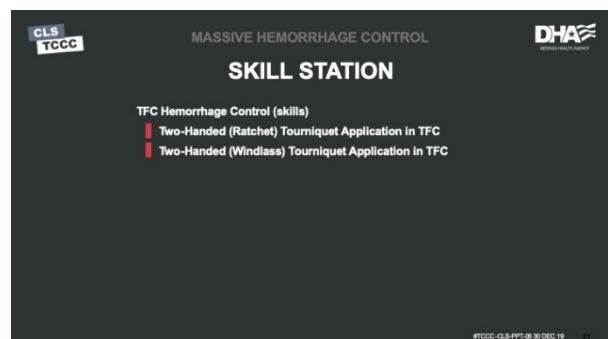 CLS
TCCC
MASSIVE HEMORRHAGE CONTROL
DHA
DEFENSE HEALTH AGENCY
SKILL STATION
TFC Hemorrhage Control (skills)
Two-Handed (Ratchet) Tourniquet Application in TFC
Two-Handed (Windlass) Tourniquet Application in TFC
#TCCC-CLS-PPT-06 30 DEC 19